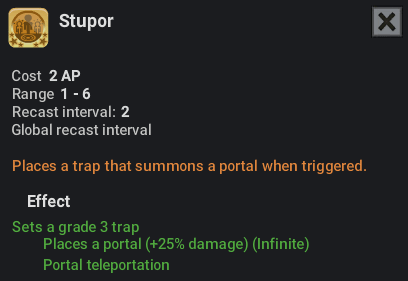 Stupor
Cost 2 AP
Range 1 - 6
Recast interval: 2
Global recast interval
Places a trap that summons a portal when triggered.
Effect
Sets a grade 3 trap
Places a portal (+25% damage) (Infinite)
Portal teleportation